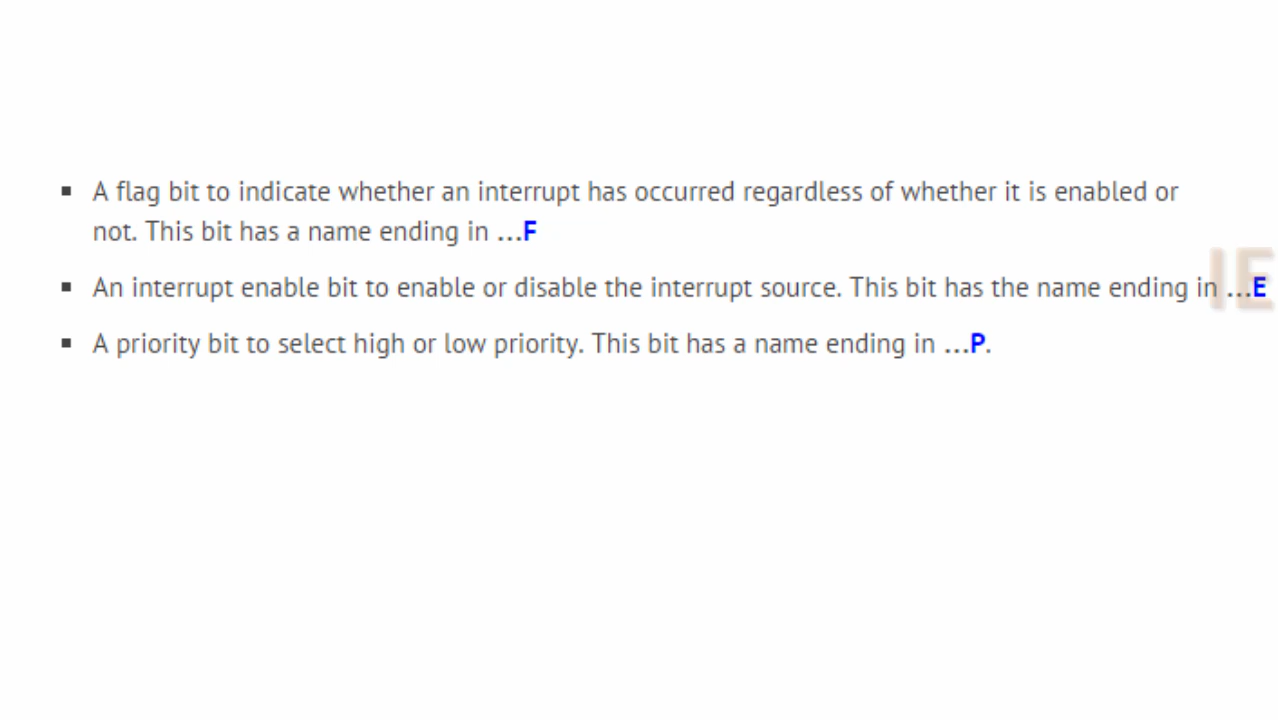 ▪ A flag bit to indicate whether an interrupt has occurred regardless of whether it is enabled or
not. This bit has a name ending in ...F
▪ An interrupt enable bit to enable or disable the interrupt source. This bit has the name ending in ...E
IE
▪ A priority bit to select high or low priority. This bit has a name ending in ...P.